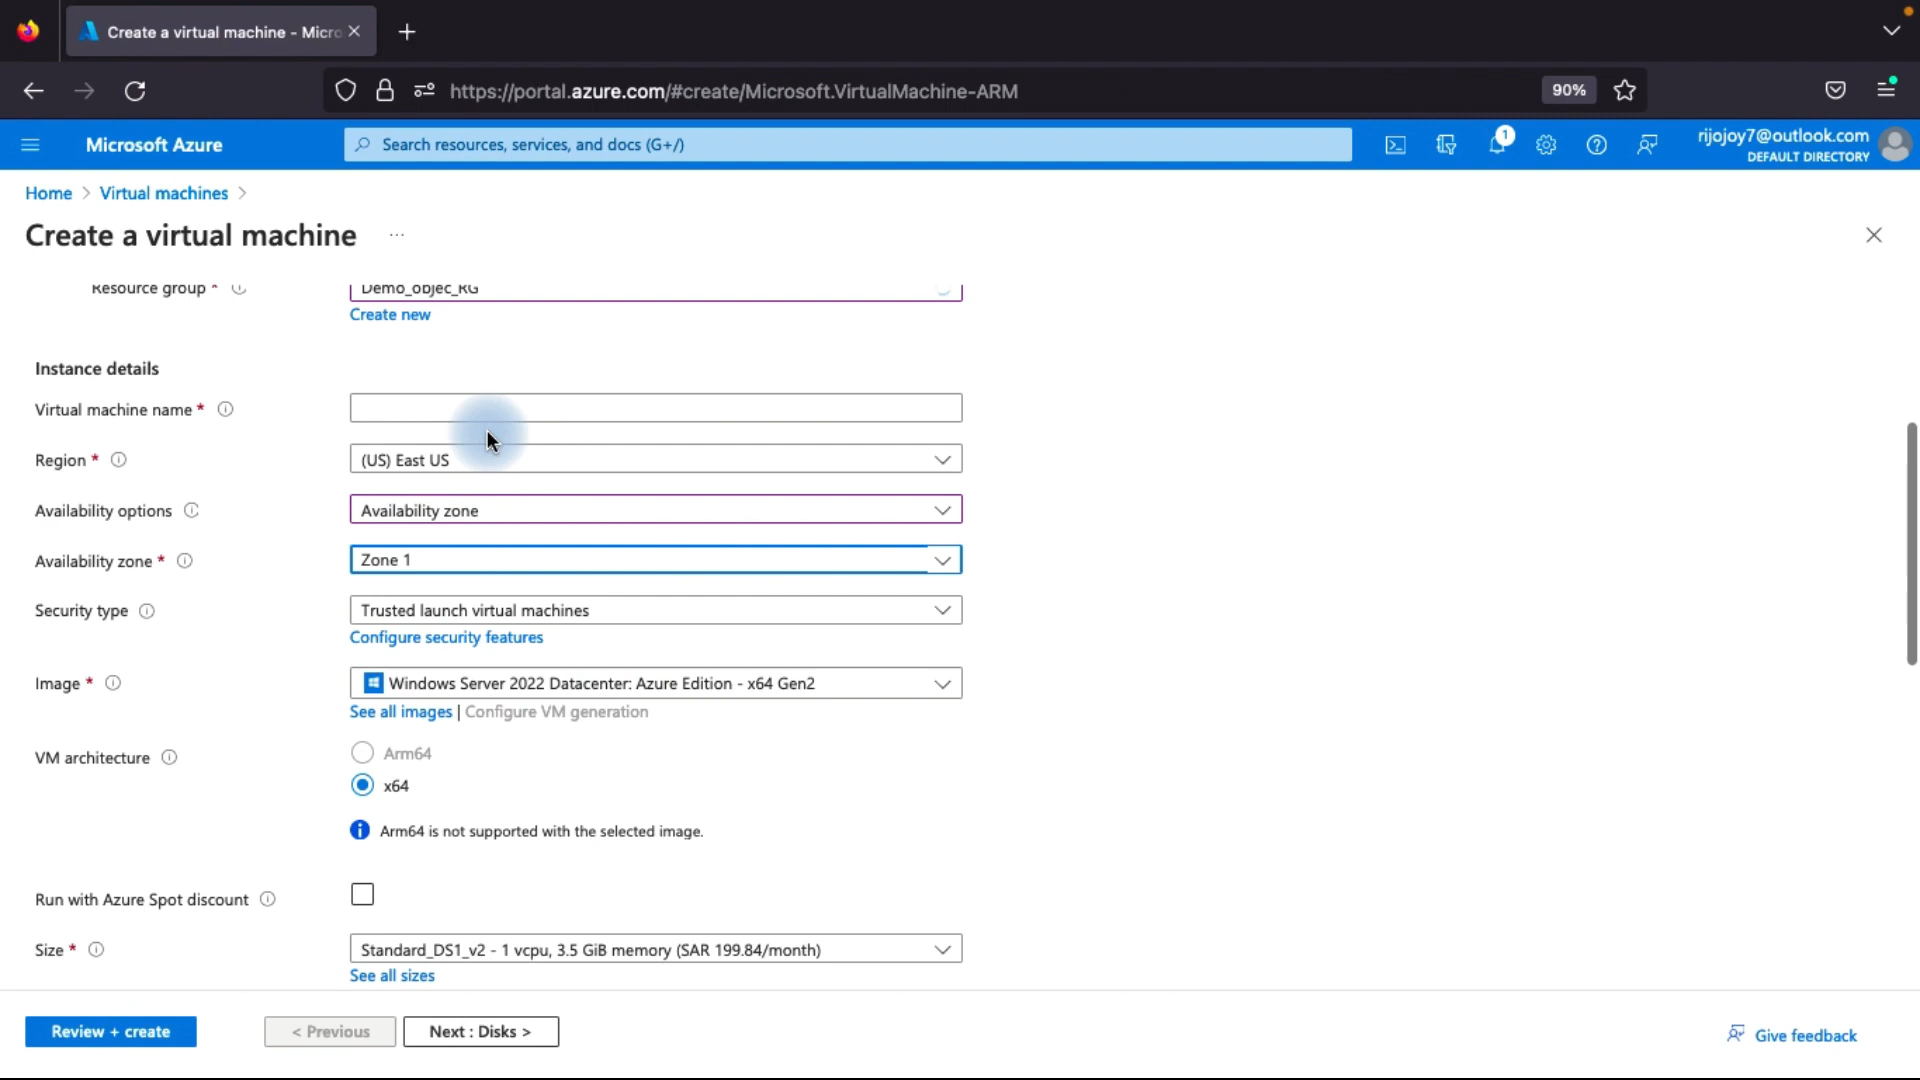 Create a virtual machine - Micro
https://portal.azure.com/#create/Microsoft.VirtualMachine-ARM
90%
Microsoft Azure
Search resources, services, and docs (G+/)
1
rijojoy7@outlook.com
DEFAULT DIRECTORY
Home > Virtual machines >
Create a virtual machine ...
Resource group *
Demo_objec_RG
Create new
Instance details
Virtual machine name *
Region *
(US) East US
Availability options
Availability zone
Availability zone *
Zone 1
Security type
Trusted launch virtual machines
Configure security features
Image *
Windows Server 2022 Datacenter: Azure Edition - x64 Gen2
See all images | Configure VM generation
VM architecture
Arm64
x64
Arm64 is not supported with the selected image.
Run with Azure Spot discount
Size *
Standard_DS1_v2 - 1 vcpu, 3.5 GiB memory (SAR 199.84/month)
See all sizes
Review + create
< Previous
Next : Disks >
Give feedback